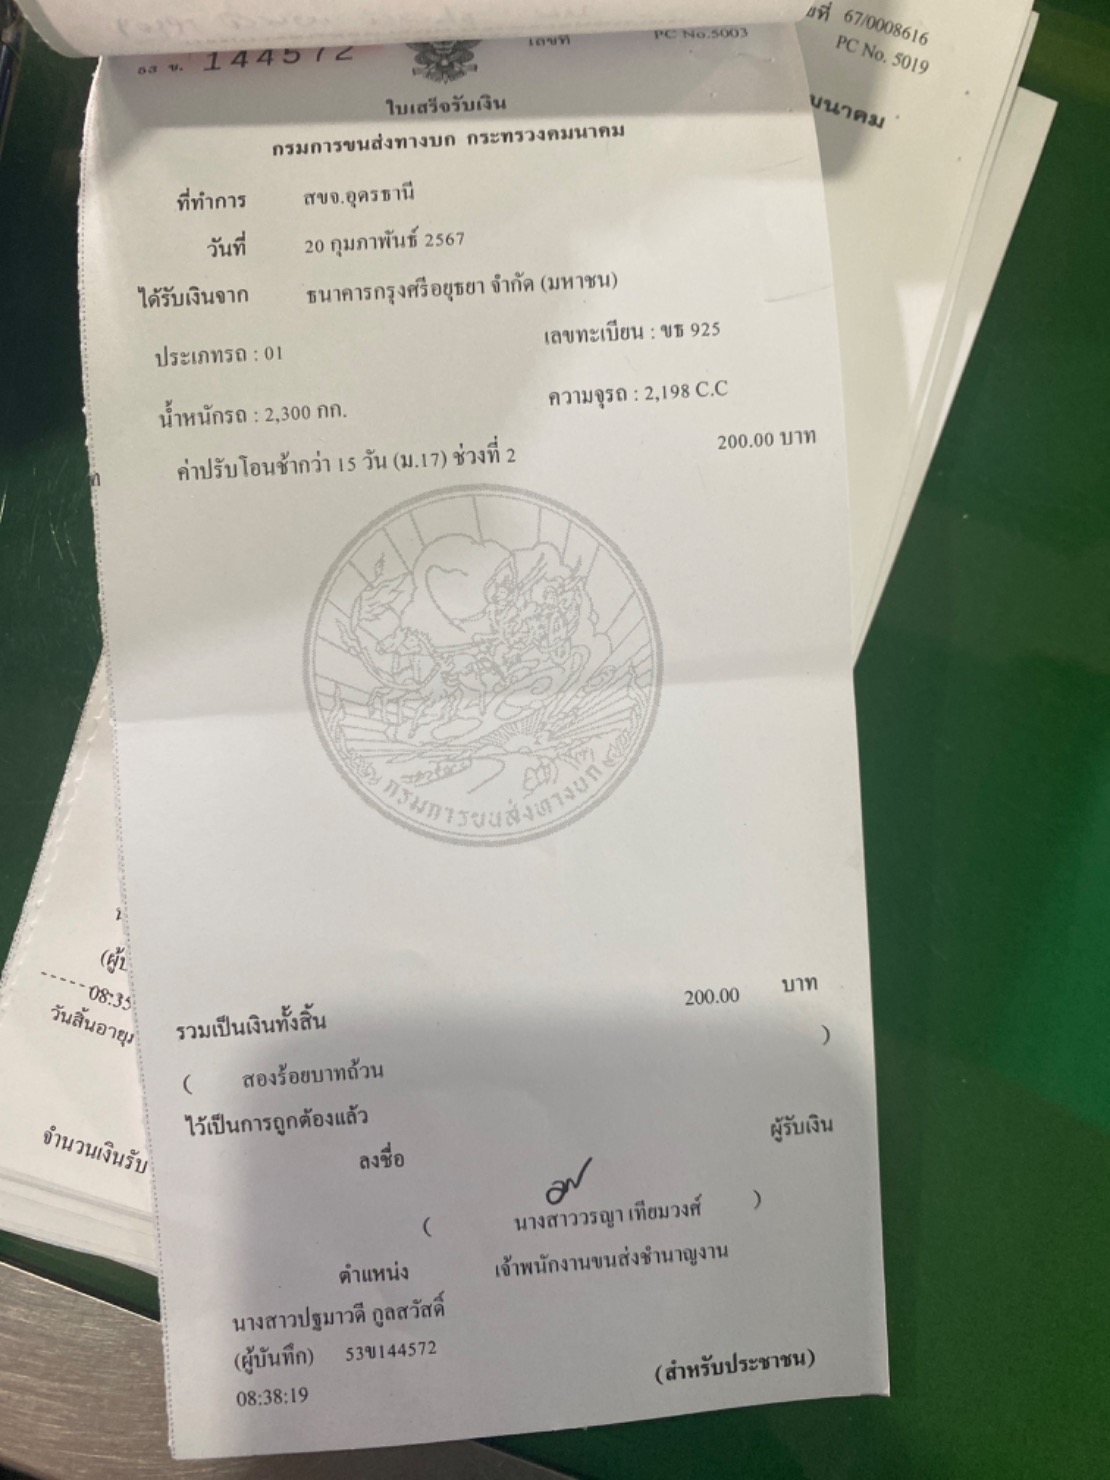 144572
เลขที่
PC No.5003
ใบเสร็จรับเงิน
กรมการขนส่งทางบก กระทรวงคมนาคม
ที่ทำการ สขจ.อุดรธานี
วันที่ 20 กุมภาพันธ์ 2567
ได้รับเงินจาก ธนาคารกรุงศรีอยุธยา จำกัด (มหาชน)
ประเภทรถ : 01 เลขทะเบียน : ขธ 925
น้ำหนักรถ : 2,300 กก. ความจุรถ : 2,198 C.C
ค่าปรับโอนช้ากว่า 15 วัน (ม.17) ช่วงที่ 2 200.00 บาท
กรมการขนส่งทางบก
รวมเป็นเงินทั้งสิ้น 200.00 บาท
( สองร้อยบาทถ้วน )
ไว้เป็นการถูกต้องแล้ว
ลงชื่อ ผู้รับเงิน
( นางสาววรญา เทียมวงศ์ )
ตำแหน่ง เจ้าพนักงานขนส่งชำนาญงาน
นางสาวปฐมาวดี กูลสวัสดิ์
(ผู้บันทึก) 53ข144572
08:38:19 (สำหรับประชาชน)
67/0008616
PC No. 5019
08:35
วันสิ้นอายุ
จำนวนเงินรับ